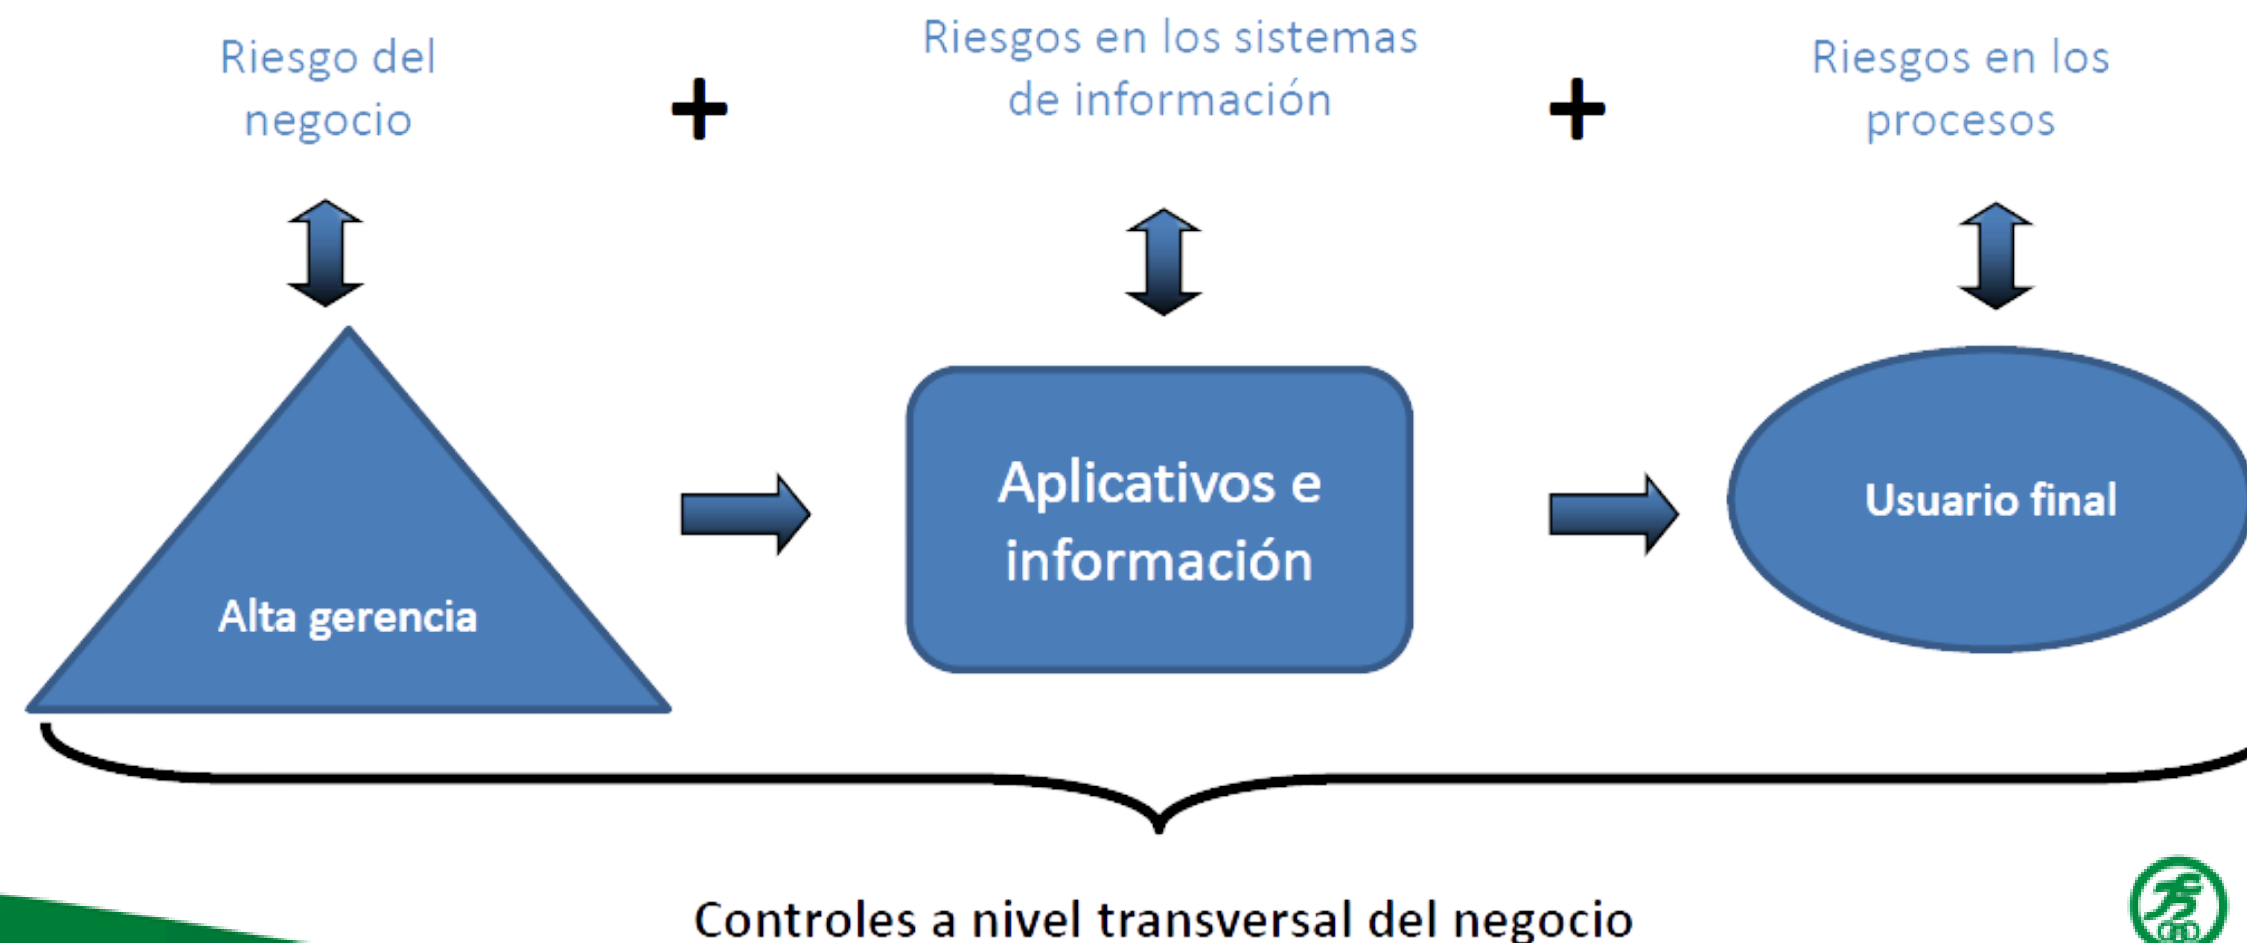 Riesgo del
negocio
+
Riesgos en los sistemas
de información
+
Riesgos en los
procesos
Alta gerencia
Aplicativos e
información
Usuario final
Controles a nivel transversal del negocio